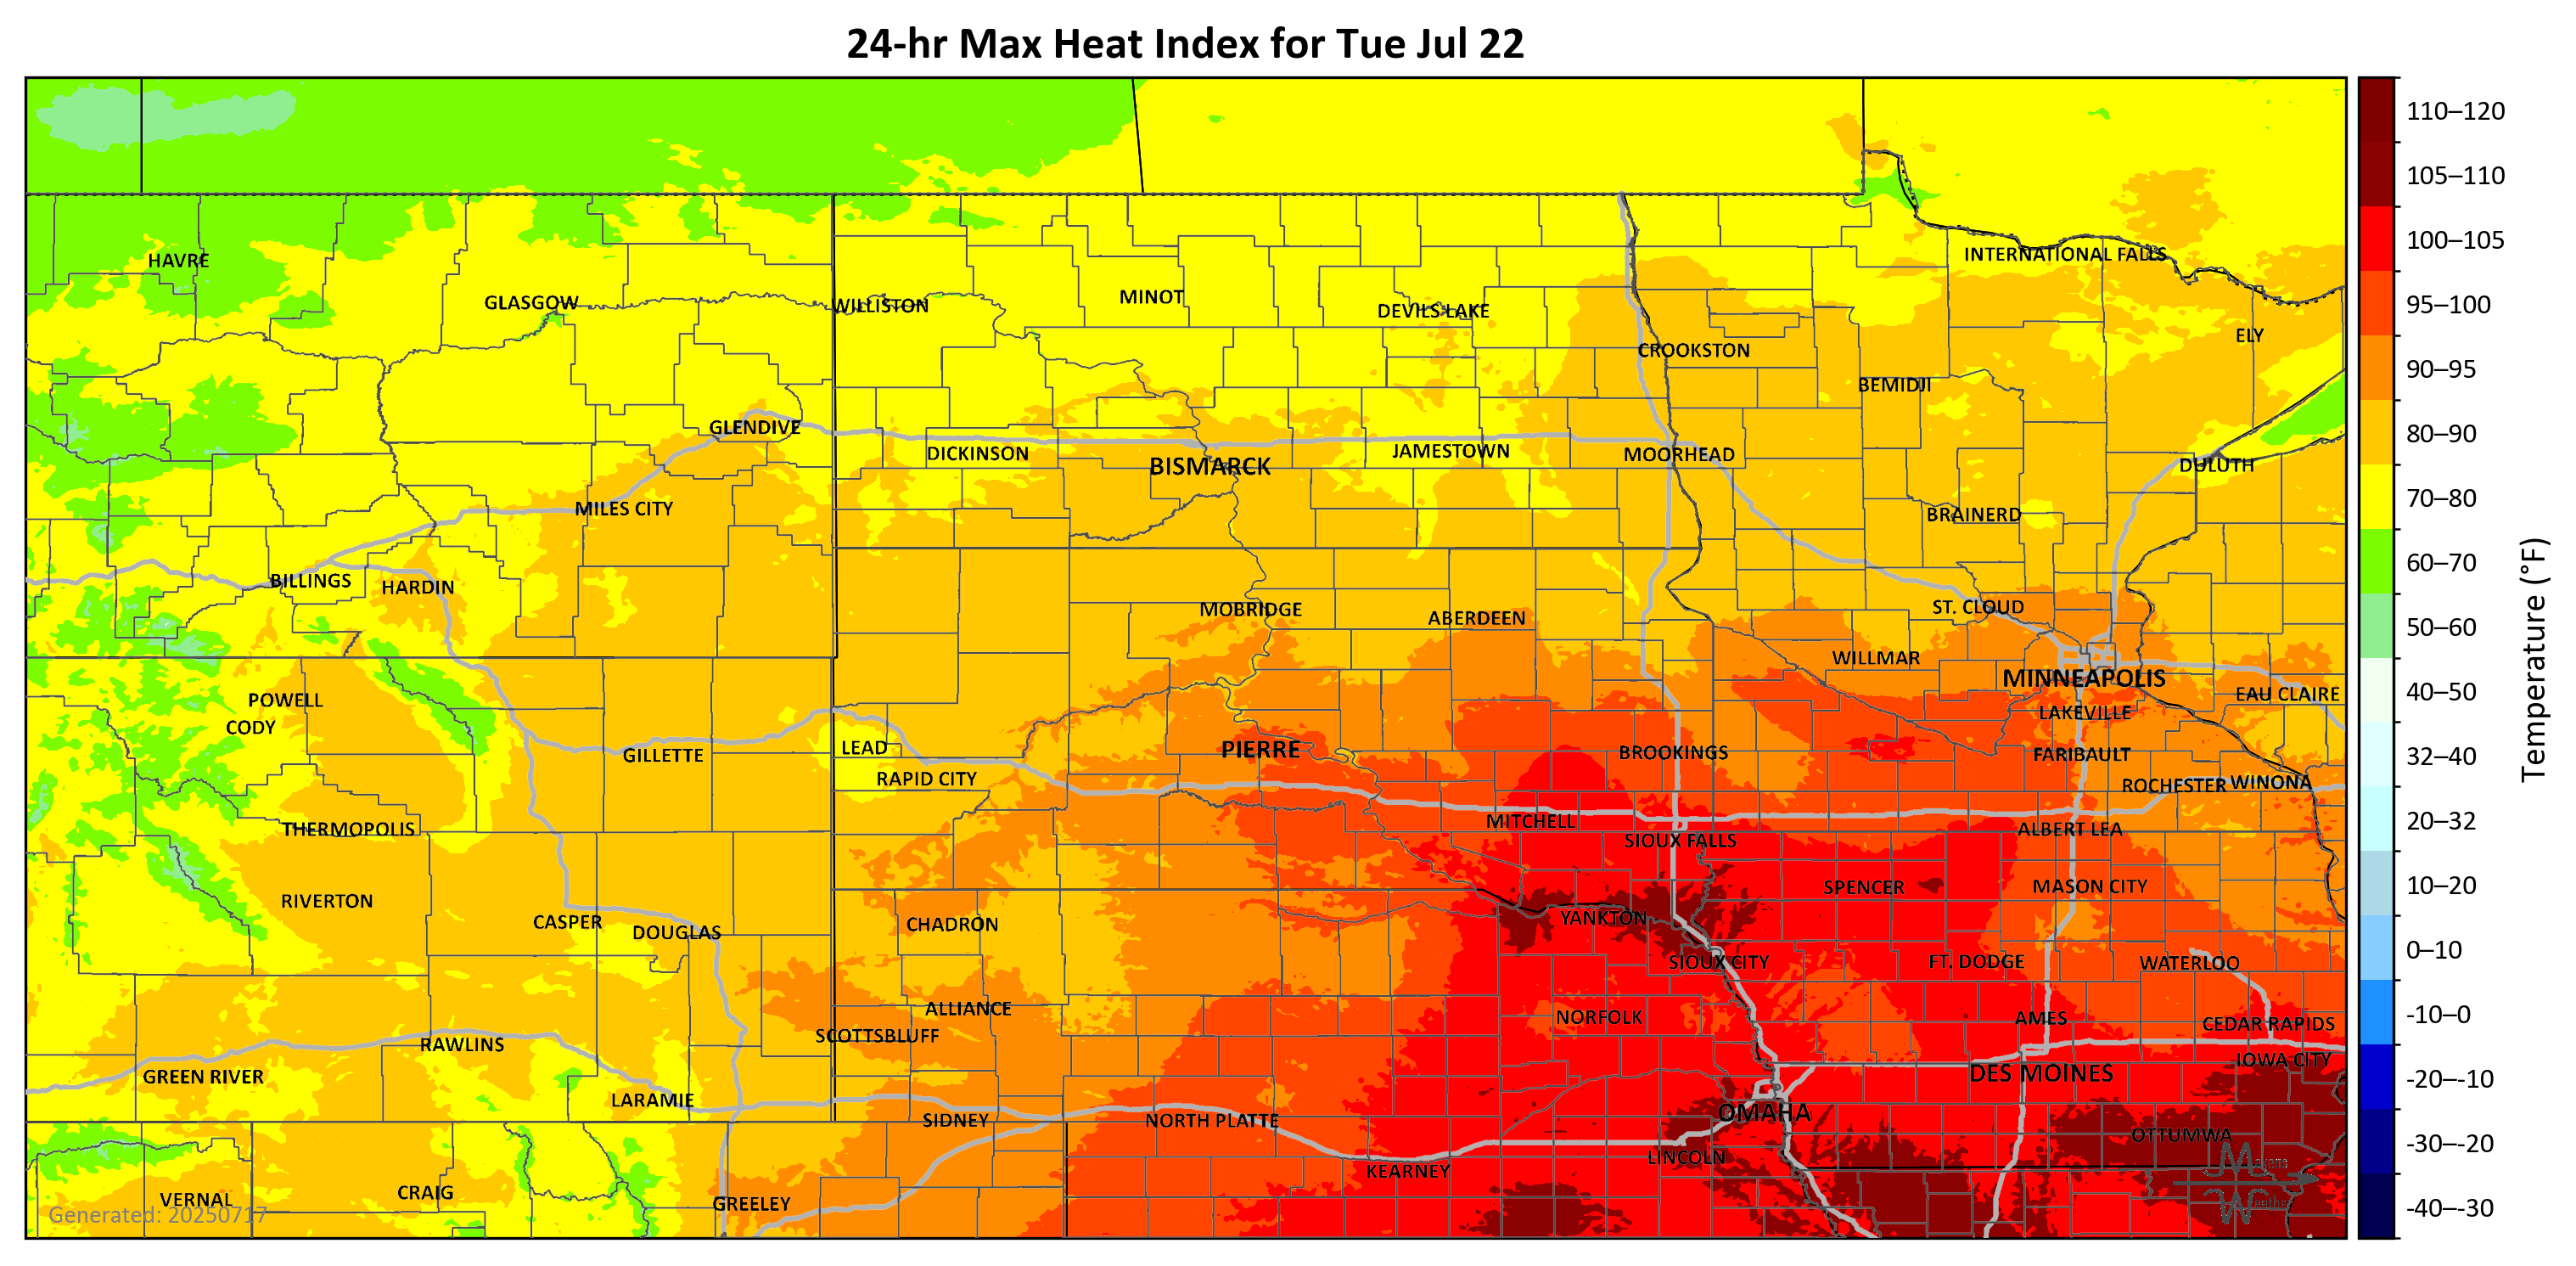 24-hr Max Heat Index for Tue Jul 22
HAVRE
GLASGOW
WILLISTON
MINOT
DEVILS LAKE
INTERNATIONAL FALLS
ELY
CROOKSTON
BEMIDJI
GLENDIVE
DICKINSON
BISMARCK
JAMESTOWN
MOORHEAD
DULUTH
MILES CITY
BRAINERD
BILLINGS
HARDIN
MOBRIDGE
ABERDEEN
ST. CLOUD
WILLMAR
MINNEAPOLIS
EAU CLAIRE
POWELL
CODY
LAKEVILLE
GILLETTE
LEAD
RAPID CITY
PIERRE
BROOKINGS
FARIBAULT
ROCHESTER
WINONA
THERMOPOLIS
MITCHELL
SIOUX FALLS
ALBERT LEA
RIVERTON
CASPER
DOUGLAS
CHADRON
YANKTON
SPENCER
MASON CITY
SIOUX CITY
FT. DODGE
WATERLOO
ALLIANCE
SCOTTSBLUFF
NORFOLK
AMES
CEDAR RAPIDS
RAWLINS
GREEN RIVER
IOWA CITY
DES MOINES
LARAMIE
SIDNEY
NORTH PLATTE
OMAHA
OTTUMWA
KEARNEY
LINCOLN
VERNAL
CRAIG
GREELEY
Generated: 20250717
110–120
105–110
100–105
95–100
90–95
80–90
70–80
60–70
50–60
40–50
32–40
20–32
10–20
0–10
-10–0
-20–-10
-30–-20
-40–-30
Temperature (°F)